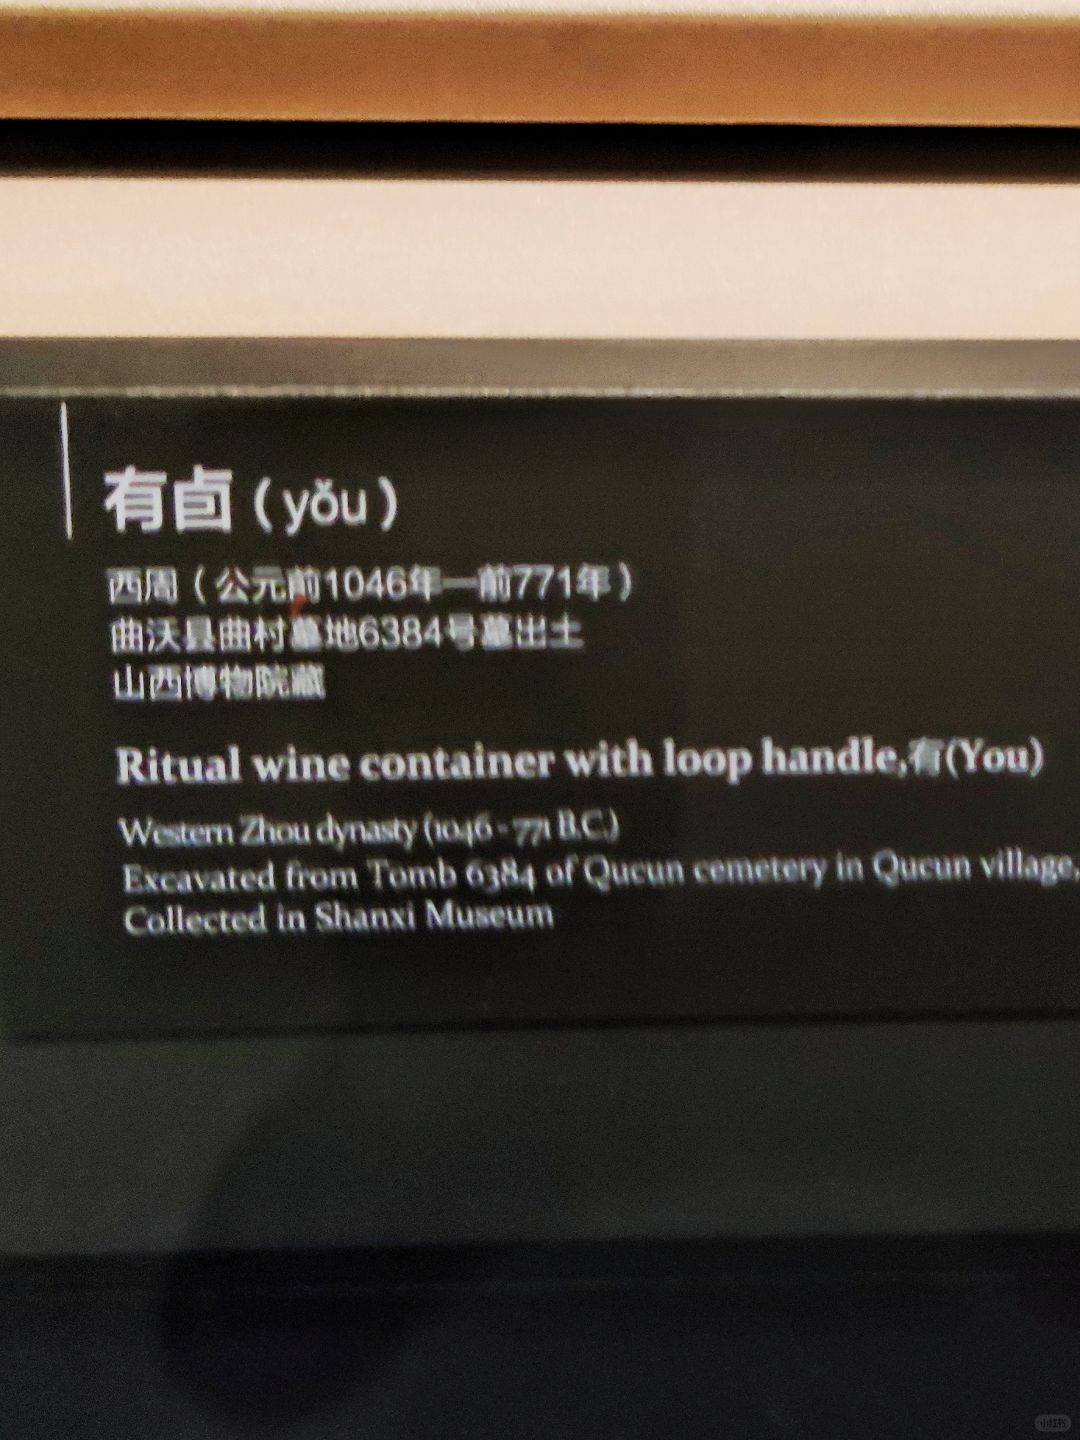 有卣（yǒu）
西周（公元前1046年—前771年）
曲沃县曲村墓地6384号墓出土
山西博物院藏
Ritual wine container with loop handle,有(You)
Western Zhou dynasty (1046 - 771 B.C.)
Excavated from Tomb 6384 of Qucun cemetery in Qucun village,
Collected in Shanxi Museum
小红书